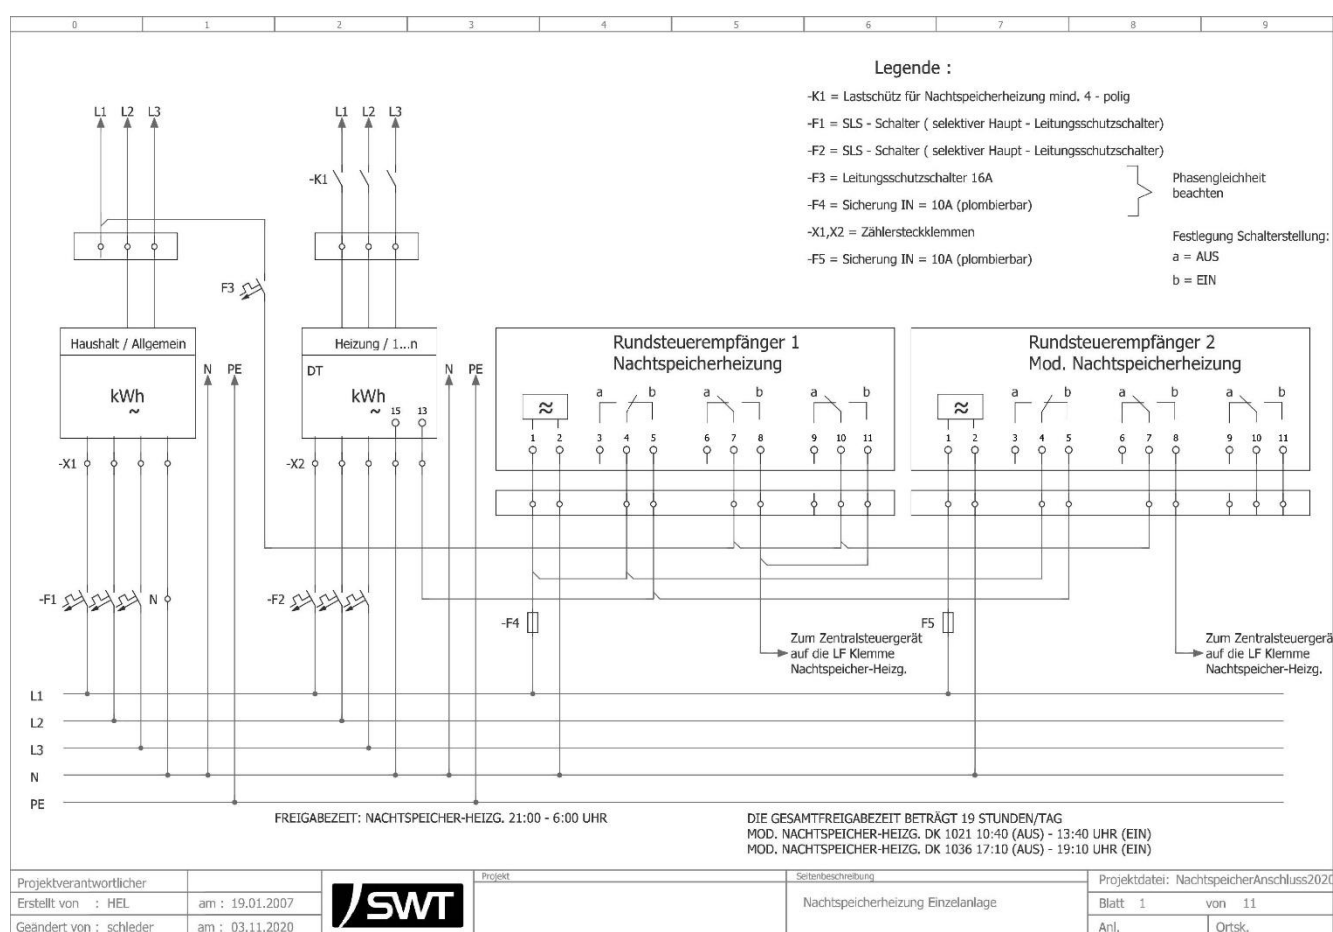 0 1 2 3 4 5 6 7 8 9
Legende :
-K1 = Lastschütz für Nachtspeicherheizung mind. 4 - polig
-F1 = SLS - Schalter ( selektiver Haupt - Leitungsschutzschalter)
-F2 = SLS - Schalter ( selektiver Haupt - Leitungsschutzschalter)
-F3 = Leitungsschutzschalter 16A
-F4 = Sicherung IN = 10A (plombierbar)
-X1,X2 = Zählersteckklemmen
-F5 = Sicherung IN = 10A (plombierbar)
Phasengleichheit
beachten
Festlegung Schalterstellung:
a = AUS
b = EIN
L1 L2 L3
L1 L2 L3
-K1
F3
Haushalt / Allgemein
kWh
~
N PE
Heizung / 1...n
DT
kWh
~ 15 13
N PE
Rundsteuerempfänger 1
Nachtspeicherheizung
a b a b a b
≈
1 2 3 4 5 6 7 8 9 10 11
Rundsteuerempfänger 2
Mod. Nachtspeicherheizung
a b a b a b
≈
1 2 3 4 5 6 7 8 9 10 11
-X1
-X2
-F1
N
-F2
-F4
F5
Zum Zentralsteuergerät
auf die LF Klemme
Nachtspeicher-Heizg.
Zum Zentralsteuergerä
auf die LF Klemme
Nachtspeicher-Heizg.
L1
L2
L3
N
PE
FREIGABEZEIT: NACHTSPEICHER-HEIZG. 21:00 - 6:00 UHR
DIE GESAMTFREIGABEZEIT BETRÄGT 19 STUNDEN/TAG
MOD. NACHTSPEICHER-HEIZG. DK 1021 10:40 (AUS) - 13:40 UHR (EIN)
MOD. NACHTSPEICHER-HEIZG. DK 1036 17:10 (AUS) - 19:10 UHR (EIN)
Projektverantwortlicher
Erstellt von : HEL am : 19.01.2007
Geändert von : schleder am : 03.11.2020
SWT
Projekt
Seitenbeschreibung
Nachtspeicherheizung Einzelanlage
Projektdatei: NachtspeicherAnschluss2020
Blatt 1 von 11
Anl. Ortsk.